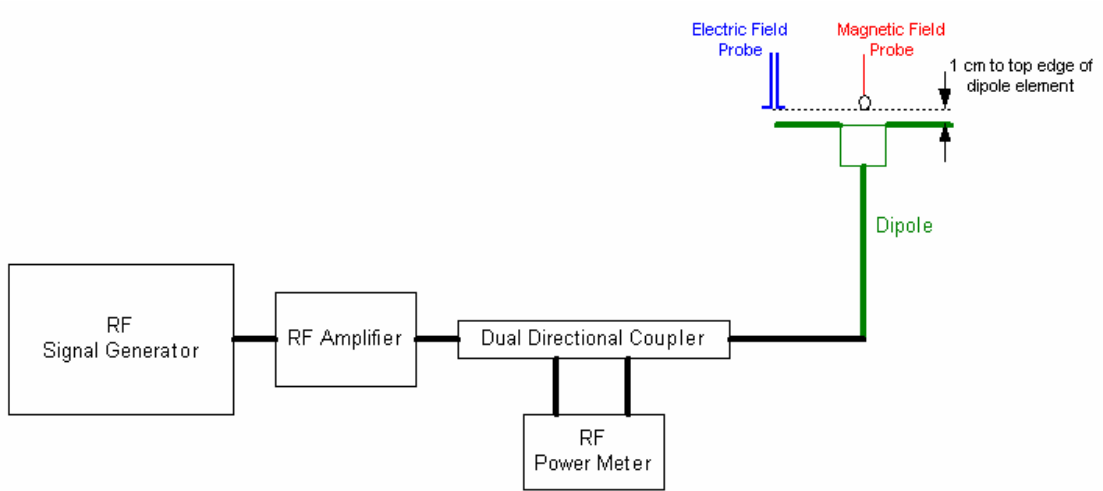 Electric Field
Probe
Magnetic Field
Probe
1 cm to top edge of
dipole element
Dipole
RF
Signal Generator
RF Amplifier
Dual Directional Coupler
RF
Power Meter